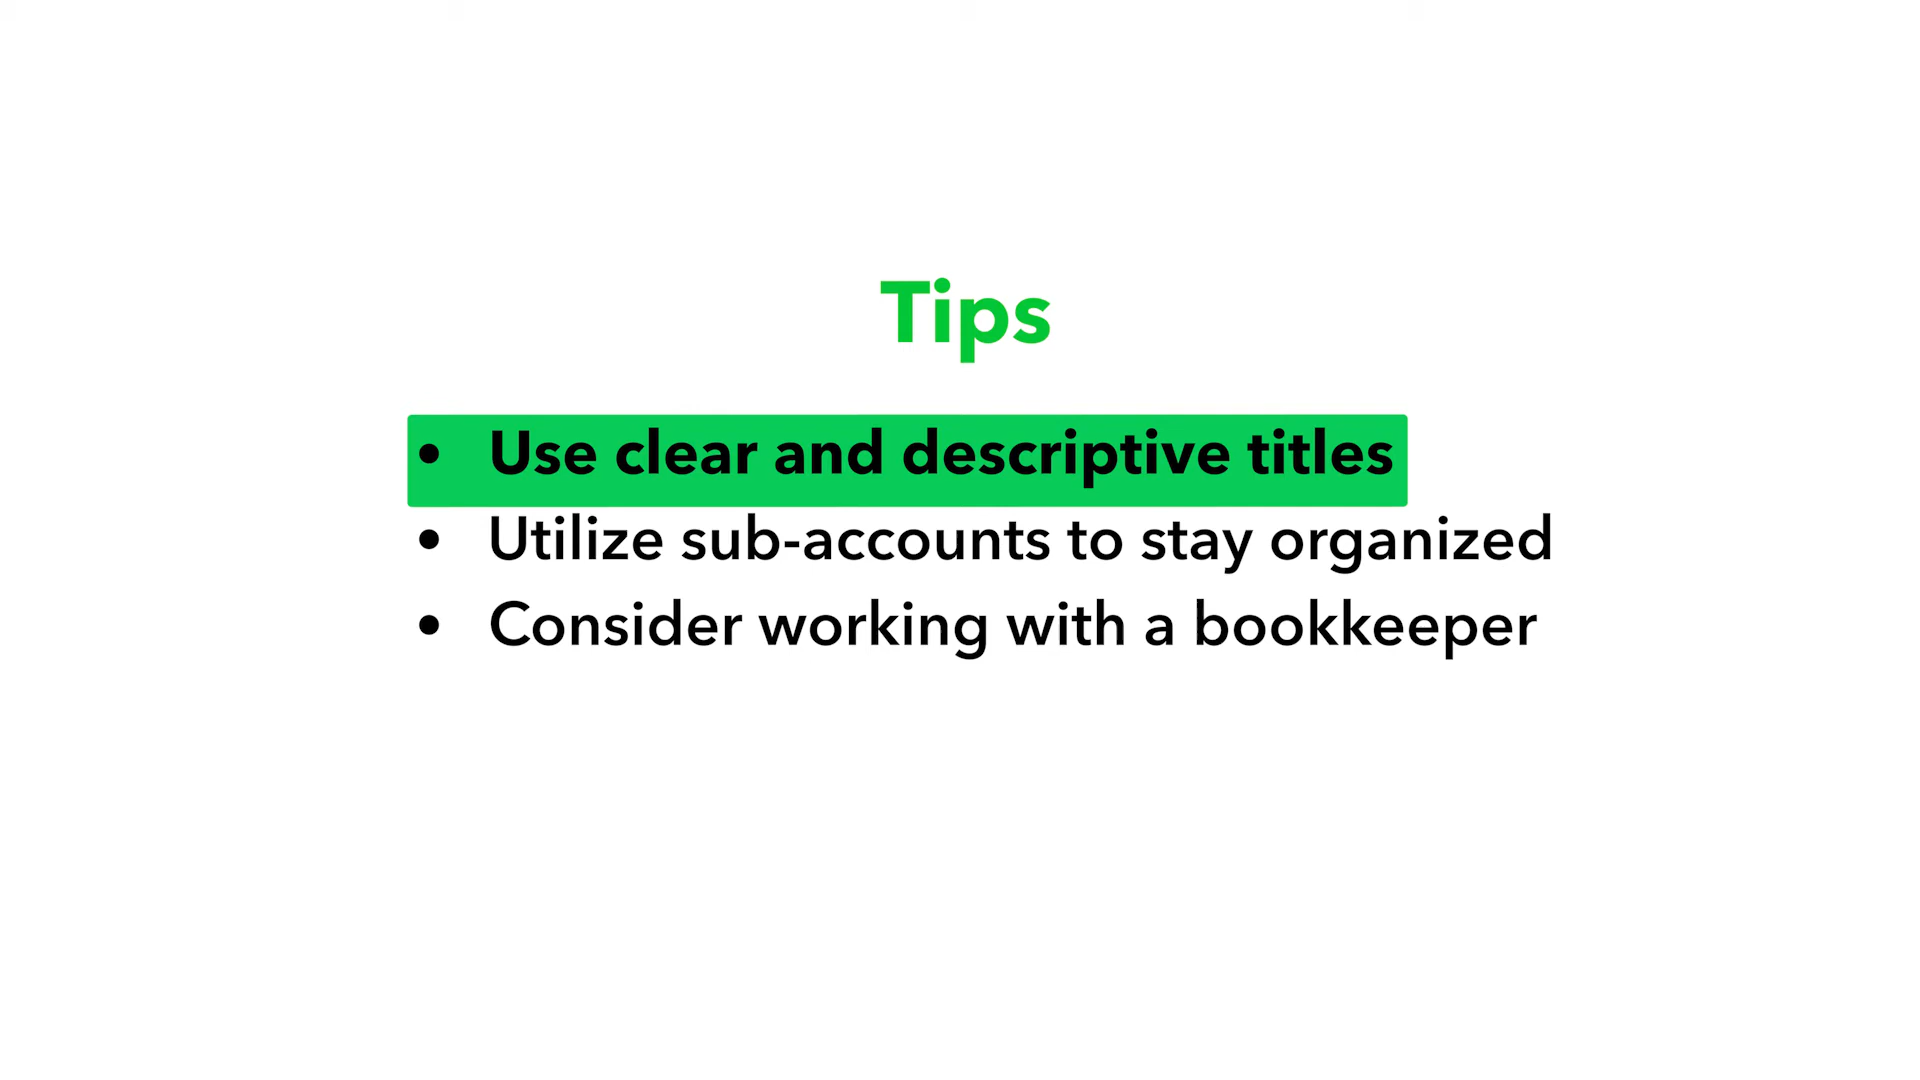 Tips
• Use clear and descriptive titles
• Utilize sub-accounts to stay organized
• Consider working with a bookkeeper